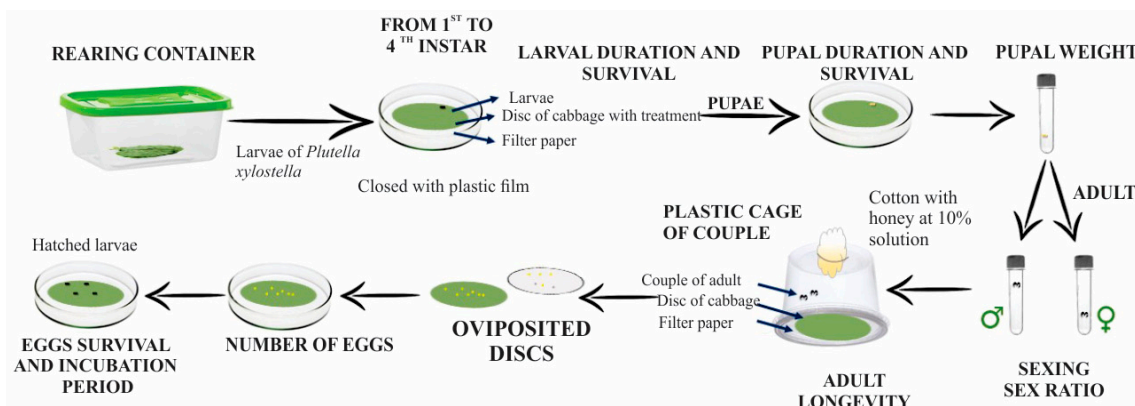 REARING CONTAINER
Larvae of Plutella
xylostella
FROM 1ST TO
4TH INSTAR
Closed with plastic film
LARVAL DURATION AND
SURVIVAL
Larvae
Disc of cabbage with treatment
Filter paper
PUPAE
PUPAL DURATION AND
SURVIVAL
PUPAL WEIGHT
ADULT
♂
♀
SEXING
SEX RATIO
PLASTIC CAGE
OF COUPLE
Cotton with
honey at 10%
solution
Couple of adult
Disc of cabbage
Filter paper
ADULT
LONGEVITY
OVIPOSITED
DISCS
NUMBER OF EGGS
Hatched larvae
EGGS SURVIVAL
AND INCUBATION
PERIOD